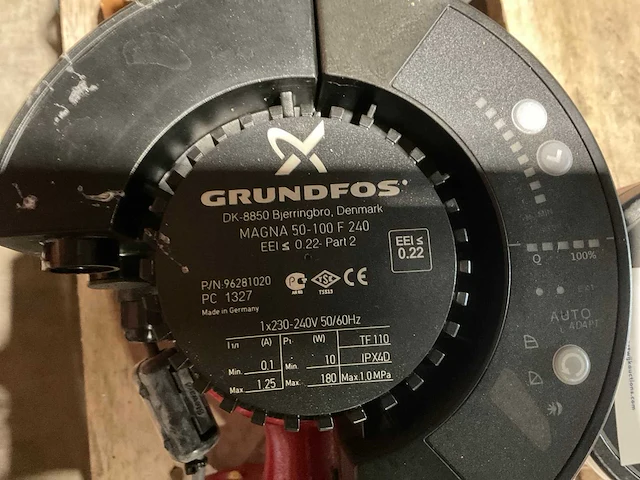 GRUNDFOS
DK-8850 Bjerringbro, Denmark
MAGNA 50-100 F 240
EEI ≤ 0.22- Part 2
EEI ≤
0.22
P/N:96281020
PC 1327
Made in Germany
CE
1x230-240V 50/60Hz
I1/1 (A) P1 (W) TF 110
Min. 0.1 Min. 10 IPX4D
Max. 1.25 Max. 180 Max 1.0 MPa
Q 100%
AUTO
ADAPT